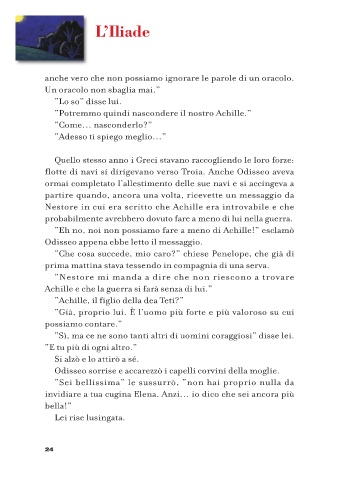 L'Iliade
anche vero che non possiamo ignorare le parole di un oracolo.
Un oracolo non sbaglia mai."
"Lo so" disse lui.
"Potremmo quindi nascondere il nostro Achille."
"Come... nasconderlo?"
"Adesso ti spiego meglio..."
Quello stesso anno i Greci stavano raccogliendo le loro forze:
flotte di navi si dirigevano verso Troia. Anche Odisseo aveva
ormai completato l'allestimento delle sue navi e si accingeva a
partire quando, ancora una volta, ricevette un messaggio da
Nestore in cui era scritto che Achille era introvabile e che
probabilmente avrebbero dovuto fare a meno di lui nella guerra.
"Eh no, noi non possiamo fare a meno di Achille!" esclamò
Odisseo appena ebbe letto il messaggio.
"Che cosa succede, mio caro?" chiese Penelope, che già di
prima mattina stava tessendo in compagnia di una serva.
"Nestore mi manda a dire che non riescono a trovare
Achille e che la guerra si farà senza di lui."
"Achille, il figlio della dea Teti?"
"Già, proprio lui. È l'uomo più forte e più valoroso su cui
possiamo contare."
"Sì, ma ce ne sono tanti altri di uomini coraggiosi" disse lei.
"E tu più di ogni altro."
Si alzò e lo attirò a sé.
Odisseo sorrise e accarezzò i capelli corvini della moglie.
"Sei bellissima" le sussurrò, "non hai proprio nulla da
invidiare a tua cugina Elena. Anzi... io dico che sei ancora più
bella!"
Lei rise lusingata.
24